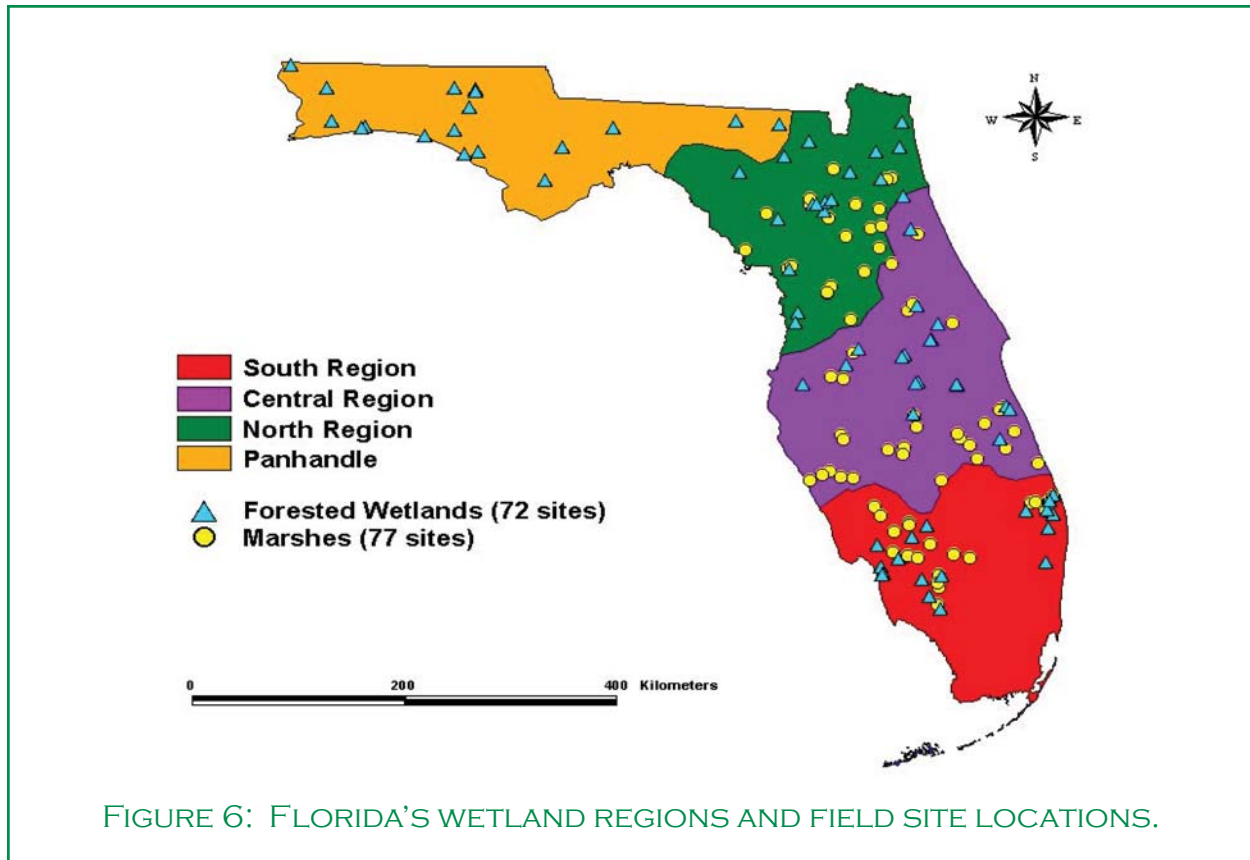 N
W E
S
South Region
Central Region
North Region
Panhandle
Forested Wetlands (72 sites)
Marshes (77 sites)
0 200 400 Kilometers
FIGURE 6: FLORIDA'S WETLAND REGIONS AND FIELD SITE LOCATIONS.